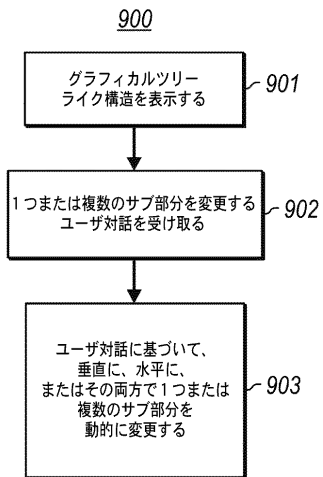 900
グラフィカルツリー
ライク構造を表示する
901
1つまたは複数のサブ部分を変更する
ユーザ対話を受け取る
902
ユーザ対話に基づいて、
垂直に、水平に、
またはその両方で1つまたは
複数のサブ部分を
動的に変更する
903